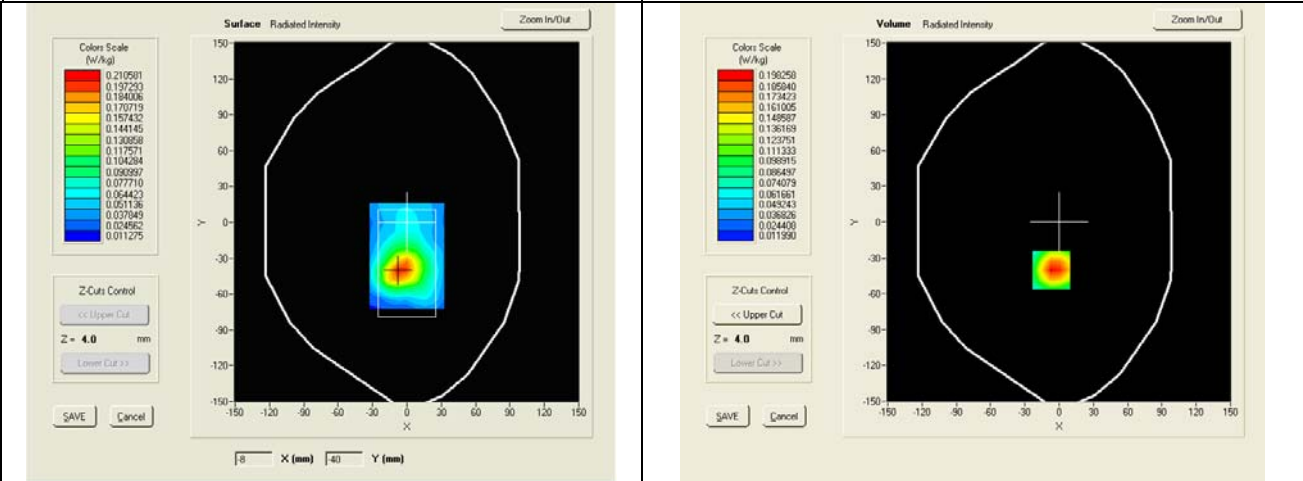 Surface Radiated Intensity
Zoom In/Out
Colors Scale
(W/kg)
0.210581
0.197293
0.184006
0.170719
0.157432
0.144145
0.130858
0.117571
0.104284
0.090997
0.077710
0.064423
0.051136
0.037849
0.024562
0.011275
150
120
90
60
30
0
-30
-60
-90
-120
-150
Y
-150 -120 -90 -60 -30 0 30 60 90 120 150
X
Z-Cuts Control
<< Upper Cut
Z = 4.0 mm
Lower Cut >>
SAVE Cancel
-8 X (mm) -40 Y (mm)
Volume Radiated Intensity
Zoom In/Out
Colors Scale
(W/kg)
0.198258
0.185840
0.173423
0.161005
0.148587
0.136169
0.123751
0.111333
0.098915
0.086497
0.074079
0.061661
0.049243
0.036826
0.024408
0.011990
150
120
90
60
30
0
-30
-60
-90
-120
-150
Y
-150 -120 -90 -60 -30 0 30 60 90 120 150
X
Z-Cuts Control
<< Upper Cut
Z = 4.0 mm
Lower Cut >>
SAVE Cancel